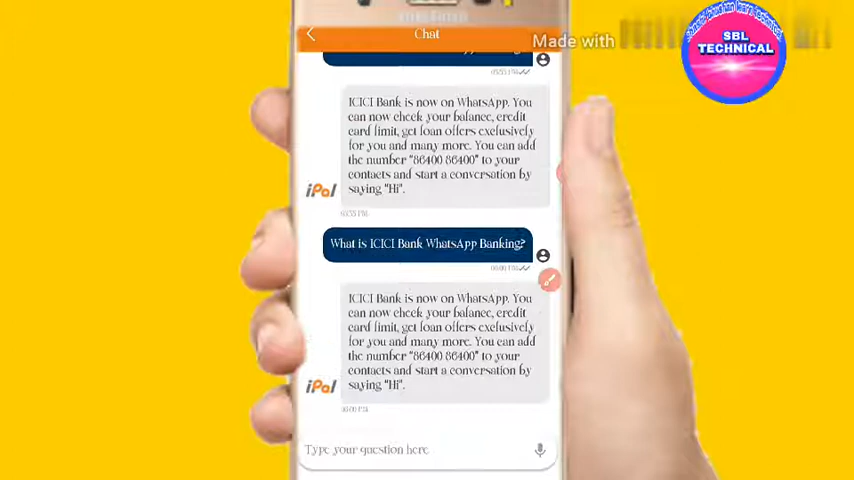 Chat
Made with
SBL
TECHNICAL
ICICI Bank is now on WhatsApp. You
can now check your balance, credit
card limit, get loan offers exclusively
for you and many more. You can add
the number "86400 86400" to your
contacts and start a conversation by
saying "Hi".
iPal
What is ICICI Bank WhatsApp Banking?
ICICI Bank is now on WhatsApp. You
can now check your balance, credit
card limit, get loan offers exclusively
for you and many more. You can add
the number "86400 86400" to your
contacts and start a conversation by
saying "Hi".
iPal
Type your question here